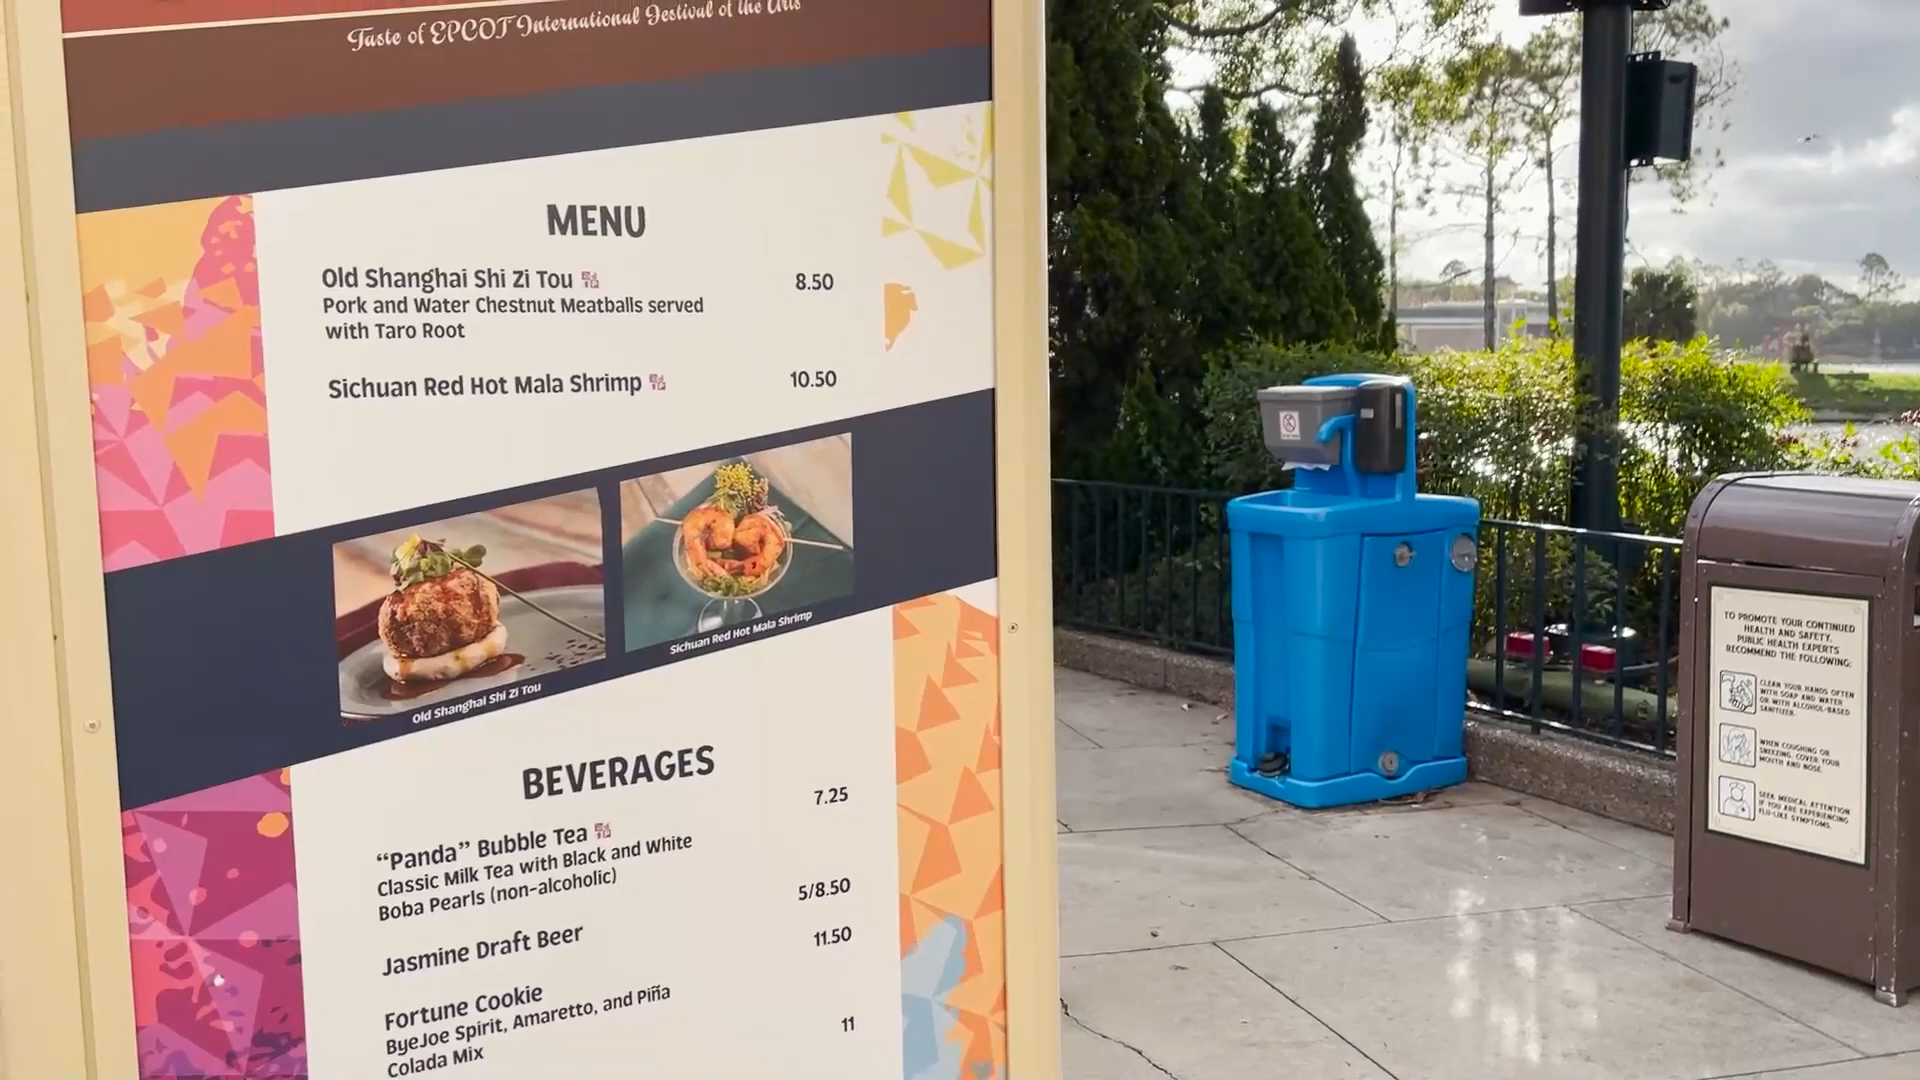 Taste of EPCOT International Festival of the Arts
MENU
Old Shanghai Shi Zi Tou 8.50
Pork and Water Chestnut Meatballs served
with Taro Root
Sichuan Red Hot Mala Shrimp 10.50
Old Shanghai Shi Zi Tou
Sichuan Red Hot Mala Shrimp
BEVERAGES
7.25
“Panda” Bubble Tea
Classic Milk Tea with Black and White
Boba Pearls (non-alcoholic)
5/8.50
Jasmine Draft Beer
11.50
Fortune Cookie
ByeJoe Spirit, Amaretto, and Piña
Colada Mix
11
TO PROMOTE YOUR CONTINUED
HEALTH AND SAFETY,
PUBLIC HEALTH EXPERTS
RECOMMEND THE FOLLOWING:
CLEAN YOUR HANDS OFTEN
WITH SOAP AND WATER
OR WITH ALCOHOL-BASED
SANITIZER.
WHEN COUGHING OR
SNEEZING, COVER YOUR
MOUTH AND NOSE.
SEEK MEDICAL ATTENTION
IF YOU ARE EXPERIENCING
FLU-LIKE SYMPTOMS.